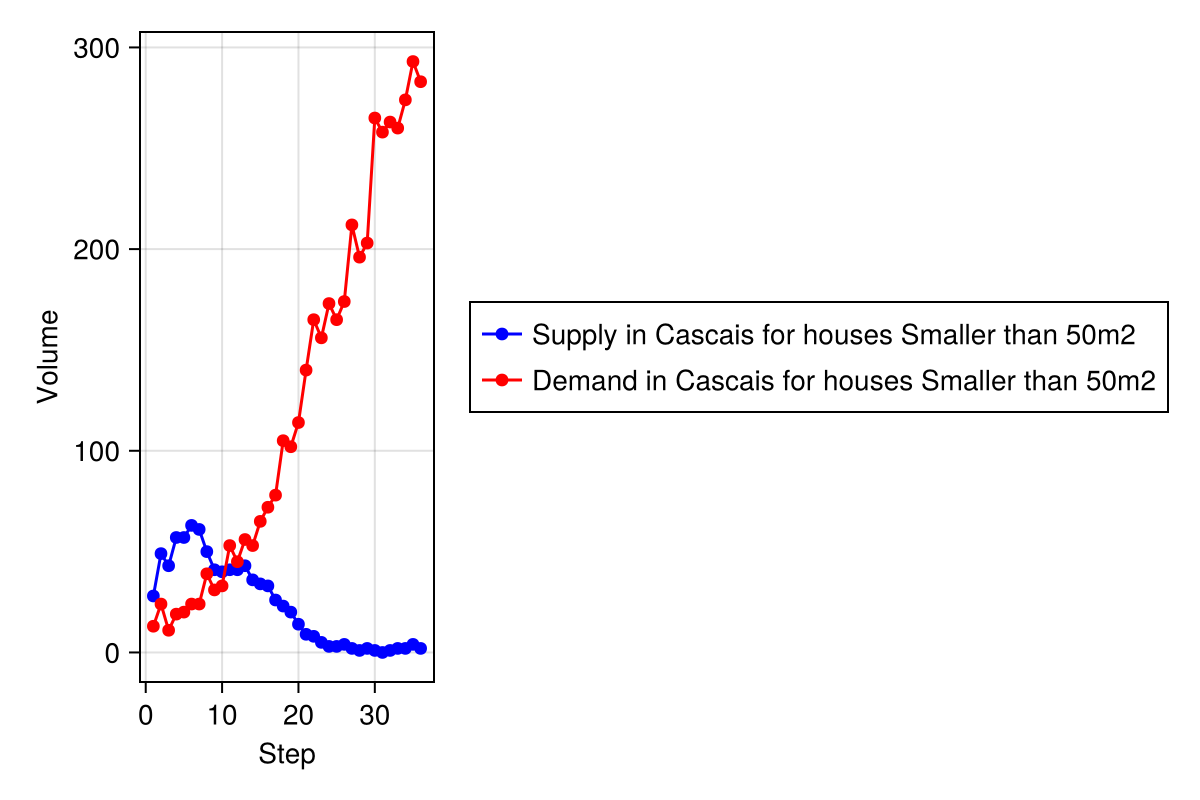 300
200
100
0
Volume
0 10 20 30
Step
Supply in Cascais for houses Smaller than 50m2
Demand in Cascais for houses Smaller than 50m2